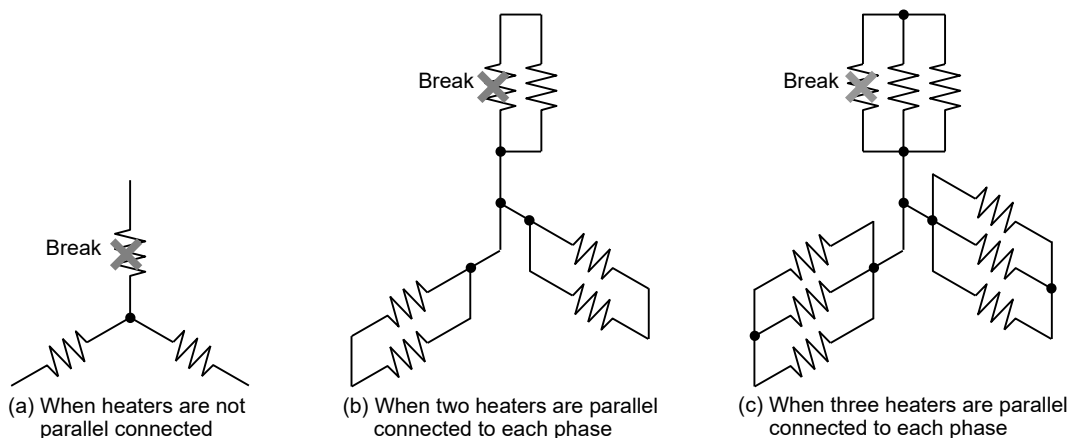 Break
Break
Break
(a) When heaters are not
parallel connected
(b) When two heaters are parallel
connected to each phase
(c) When three heaters are parallel
connected to each phase